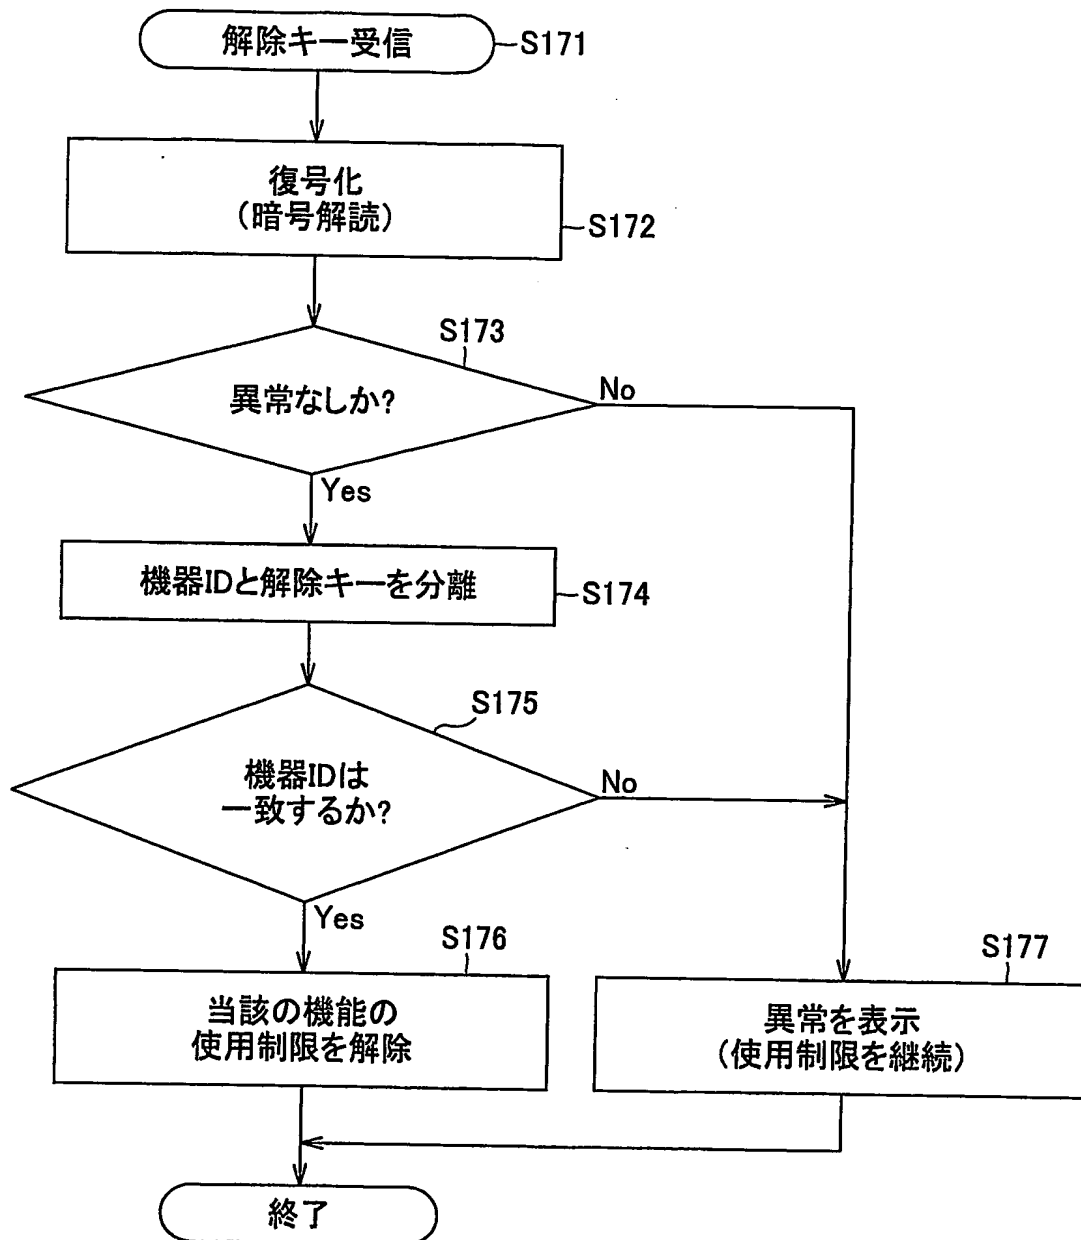 解除キー受信
S171
復号化
(暗号解読)
S172
S173
異常なしか?
No
Yes
機器IDと解除キーを分離
S174
S175
機器IDは
一致するか?
No
Yes
S176
当該の機能の
使用制限を解除
S177
異常を表示
(使用制限を継続)
終了